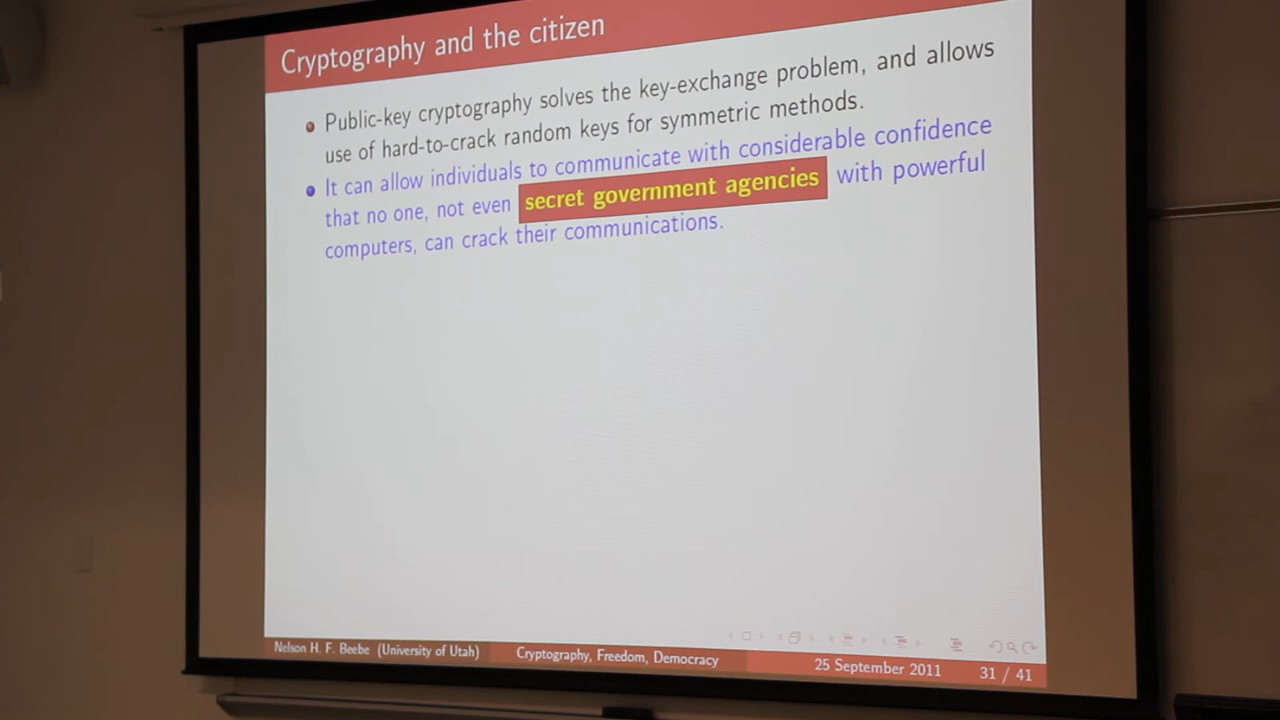 Cryptography and the citizen
Public-key cryptography solves the key-exchange problem, and allows
use of hard-to-crack random keys for symmetric methods.
It can allow individuals to communicate with considerable confidence
that no one, not even secret government agencies with powerful
computers, can crack their communications.
Nelson H. F. Beebe (University of Utah) Cryptography, Freedom, Democracy 25 September 2011 31 / 41